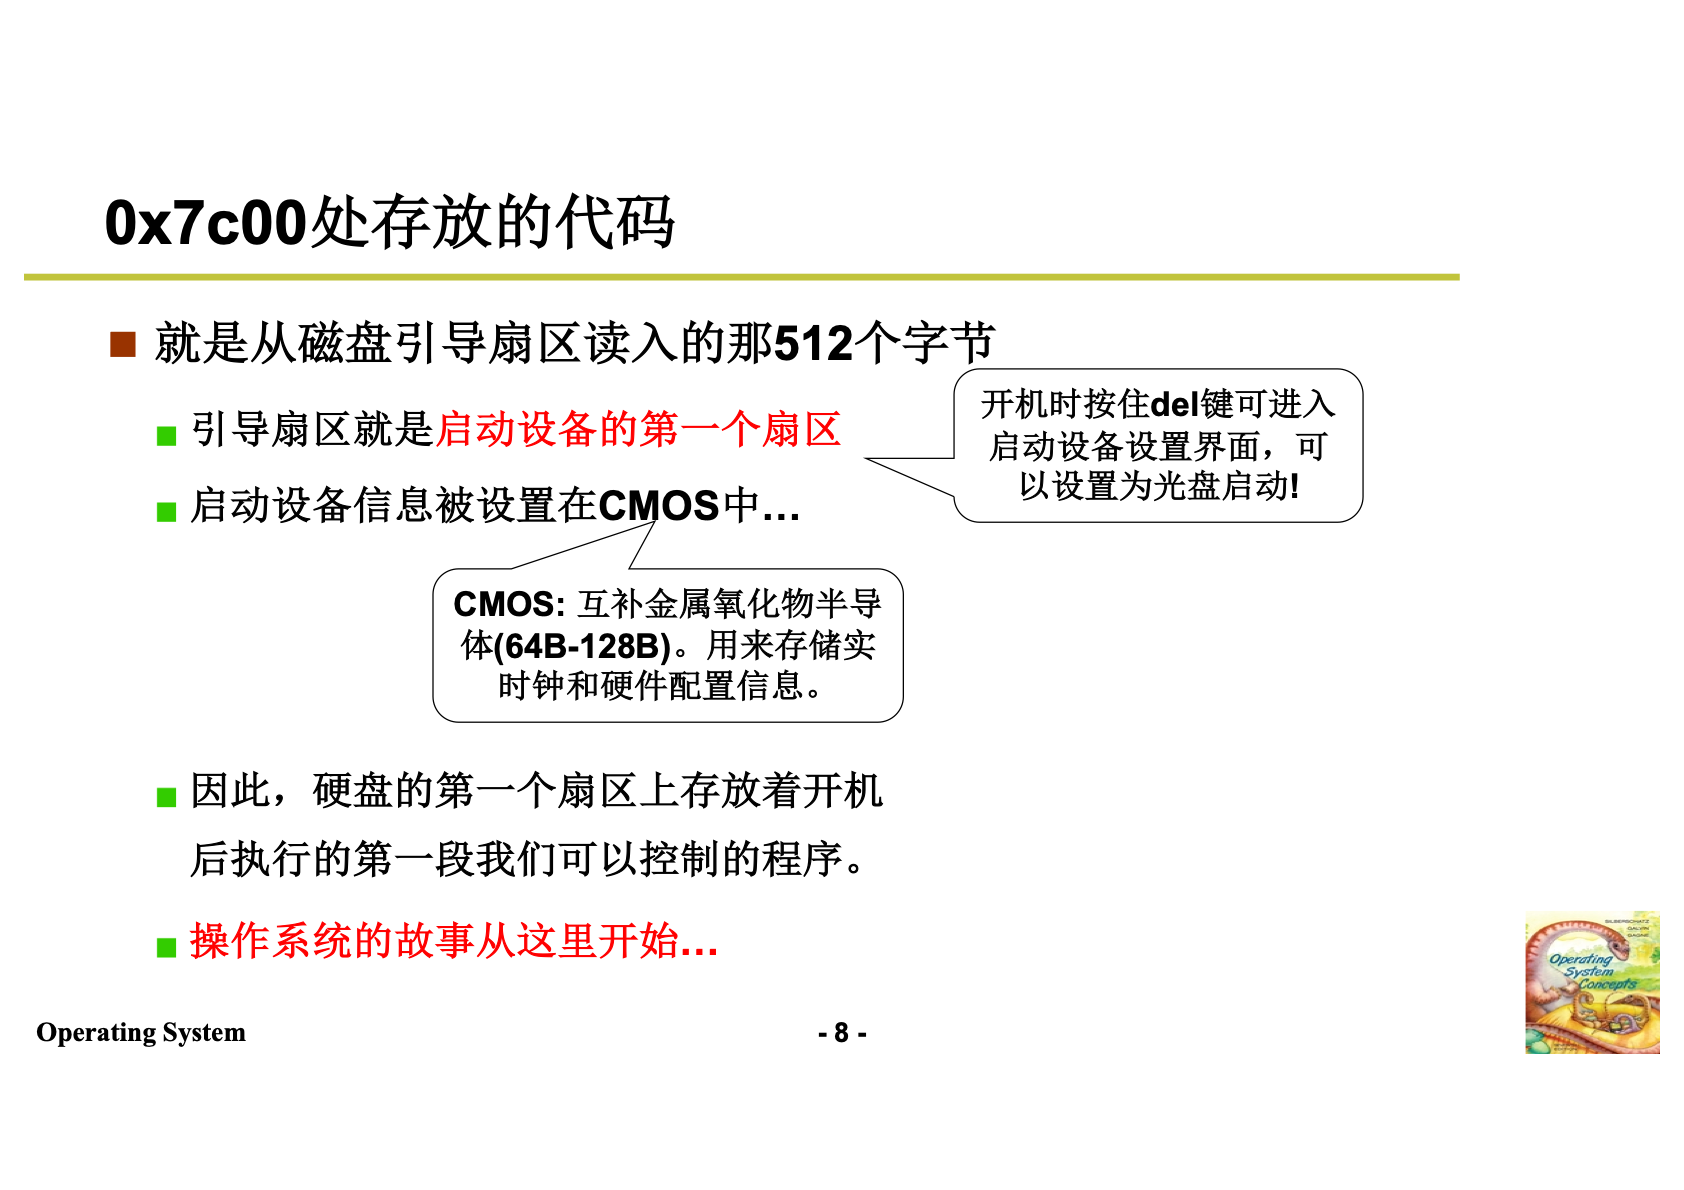 0x7c00处存放的代码
就是从磁盘引导扇区读入的那512个字节
引导扇区就是启动设备的第一个扇区
开机时按住del键可进入
启动设备设置界面，可
以设置为光盘启动!
启动设备信息被设置在CMOS中...
CMOS: 互补金属氧化物半导
体(64B-128B)。用来存储实
时钟和硬件配置信息。
因此，硬盘的第一个扇区上存放着开机
后执行的第一段我们可以控制的程序。
操作系统的故事从这里开始...
SILBERSCHATZ
GALVIN
GAGNE
Operating
System
Concepts
Operating System
- 8 -